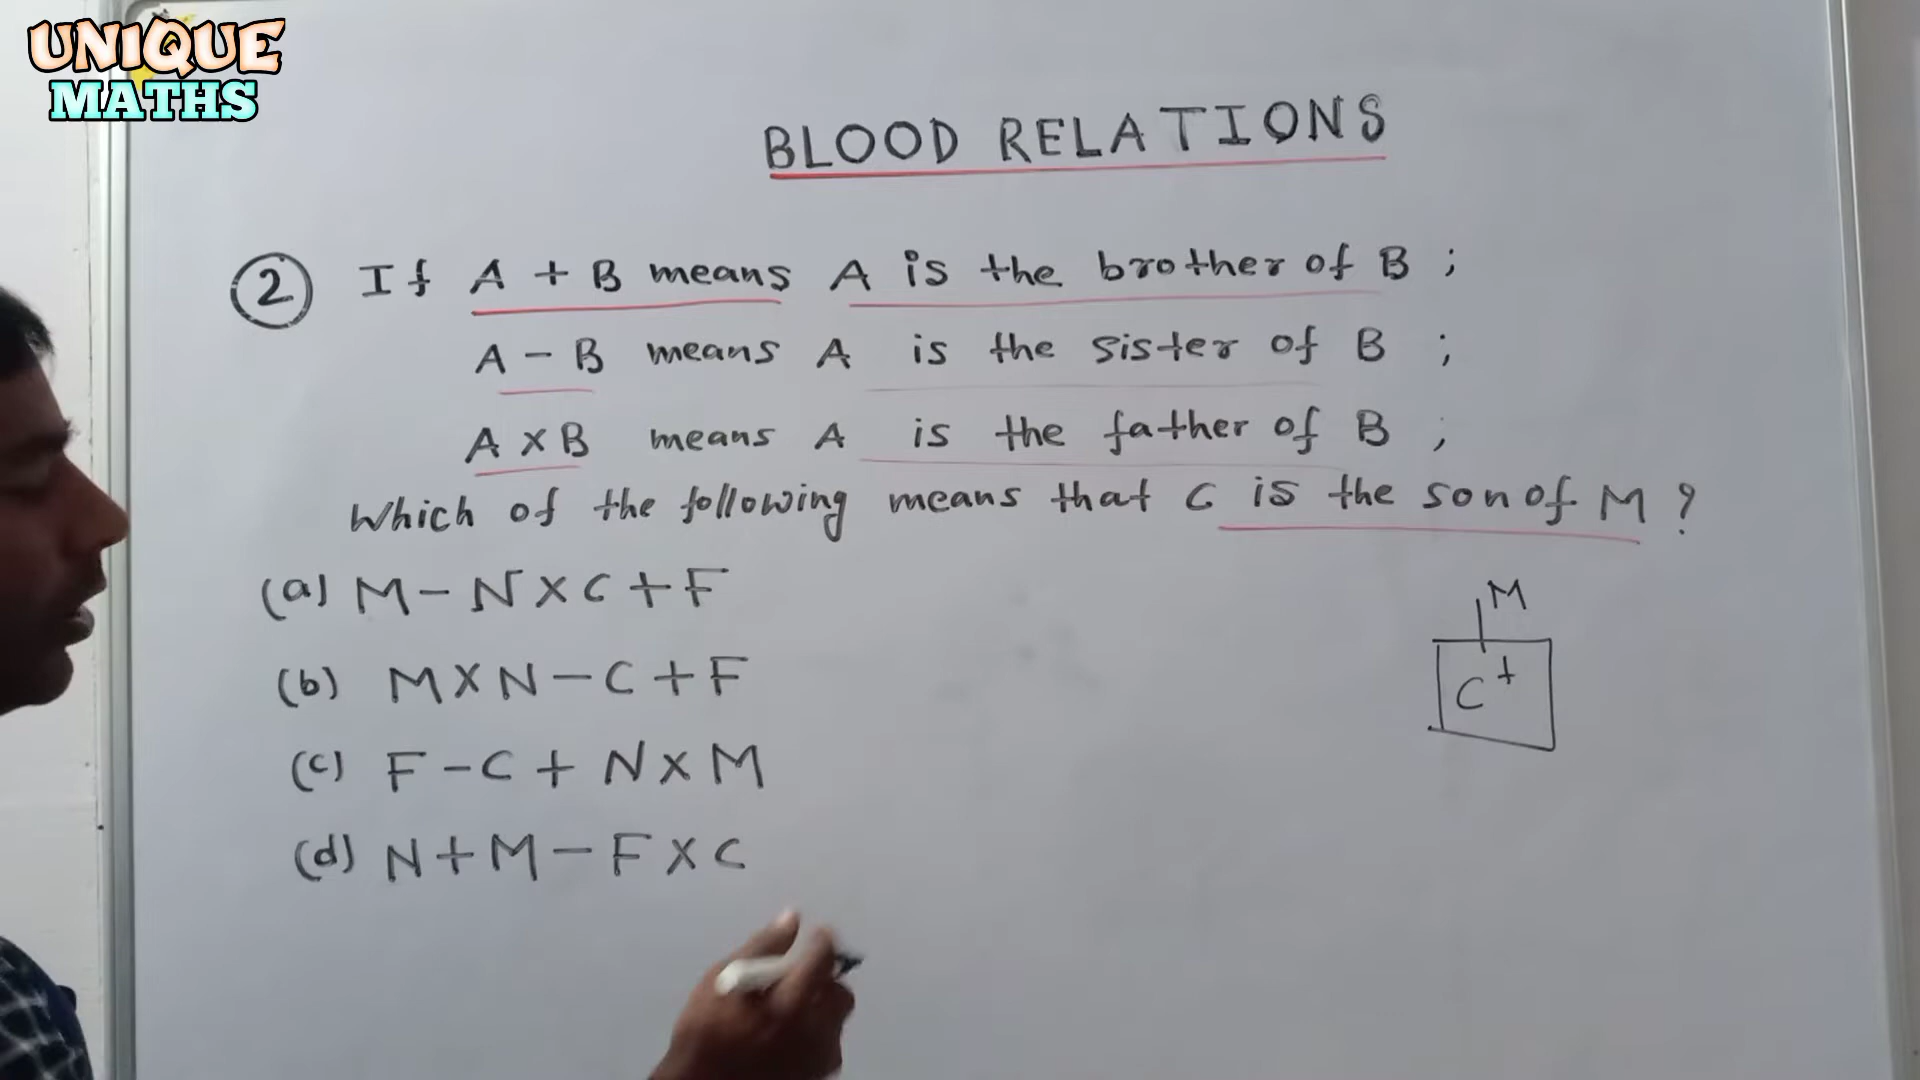 UNIQUE
MATHS
BLOOD RELATIONS
2 If A + B means A is the brother of B ;
A - B means A is the sister of B ;
A x B means A is the father of B ;
Which of the following means that C is the son of M ?
(a) M - N x C + F
(b) M x N - C + F
(c) F - C + N x M
(d) N + M - F x C
M
C +